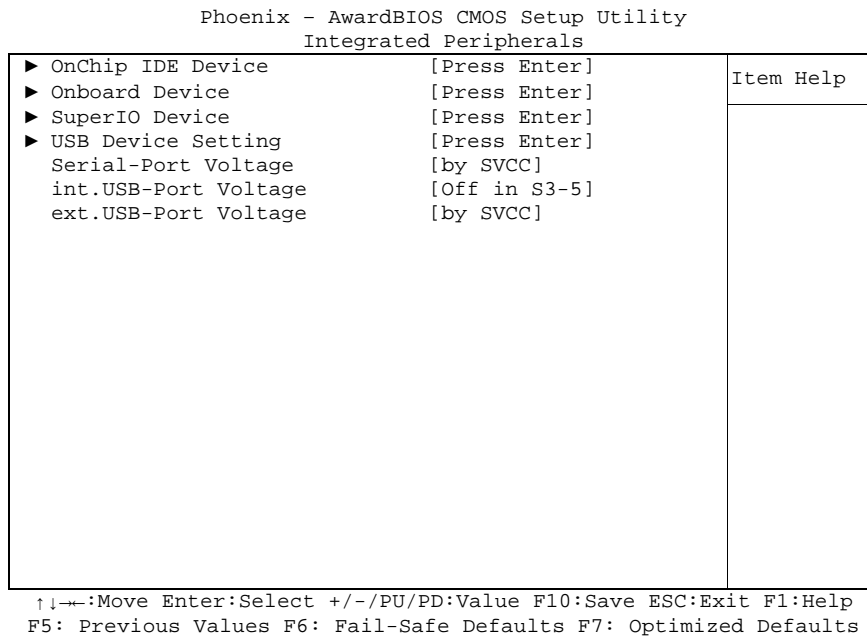 Phoenix – AwardBIOS CMOS Setup Utility
Integrated Peripherals
► OnChip IDE Device [Press Enter]
► Onboard Device [Press Enter]
► SuperIO Device [Press Enter]
► USB Device Setting [Press Enter]
Serial-Port Voltage [by SVCC]
int.USB-Port Voltage [Off in S3-5]
ext.USB-Port Voltage [by SVCC]
Item Help
↑↓→←:Move Enter:Select +/-/PU/PD:Value F10:Save ESC:Exit F1:Help
F5: Previous Values F6: Fail-Safe Defaults F7: Optimized Defaults